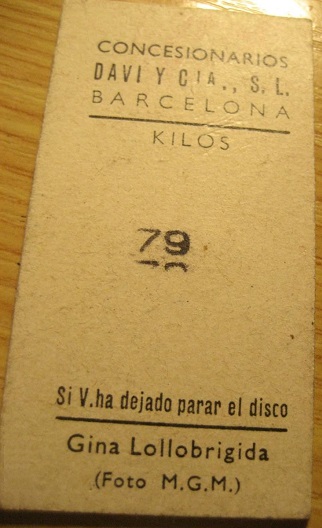 CONCESIONARIOS
DAVI Y CIA., S. L.
BARCELONA
KILOS
79
Si V. ha dejado parar el disco
Gina Lollobrigida
(Foto M.G.M.)